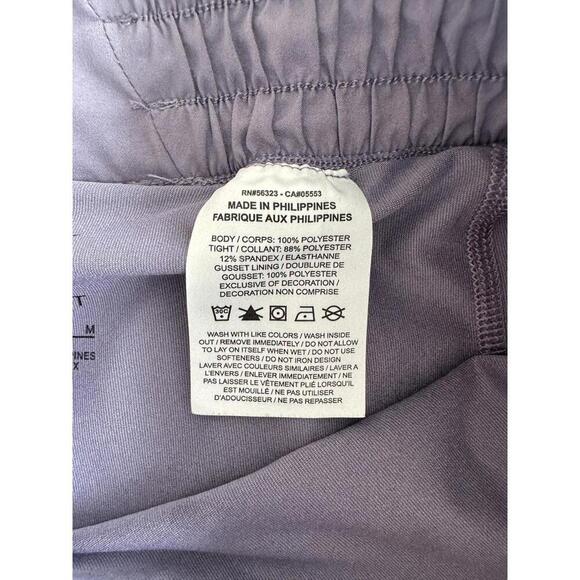 RN#56323 - CA#05553
MADE IN PHILIPPINES
FABRIQUE AUX PHILIPPINES
BODY / CORPS: 100% POLYESTER
TIGHT / COLLANT: 88% POLYESTER
12% SPANDEX / ELASTHANNE
GUSSET LINING / DOUBLURE DE
GOUSSET: 100% POLYESTER
EXCLUSIVE OF DECORATION /
DECORATION NON COMPRISE
30C
WASH WITH LIKE COLORS / WASH INSIDE
OUT / REMOVE IMMEDIATELY / DO NOT ALLOW
TO LAY ON ITSELF WHEN WET / DO NOT USE
SOFTENERS / DO NOT IRON DESIGN
LAVER AVEC COULEURS SIMILAIRES / LAVER À
L'ENVERS / ENLEVER IMMEDIATEMENT / NE
PAS LAISSER LE VÊTEMENT PLIÉ LORSQU'IL
EST MOUILLÉ / NE PAS UTILISER
D'ADOUCISSEUR / NE PAS REPASSER
T
M
PINES
X